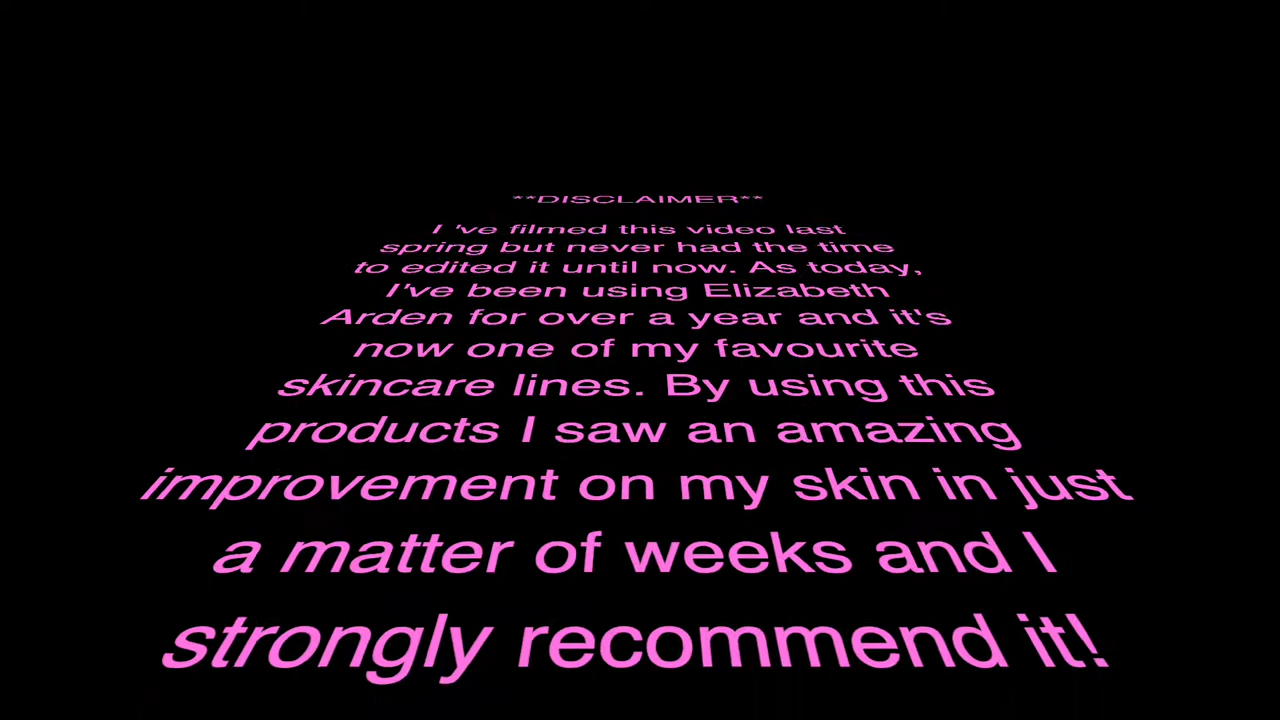 **DISCLAIMER**
I 've filmed this video last
spring but never had the time
to edited it until now. As today,
I've been using Elizabeth
Arden for over a year and it's
now one of my favourite
skincare lines. By using this
products I saw an amazing
improvement on my skin in just
a matter of weeks and I
strongly recommend it!